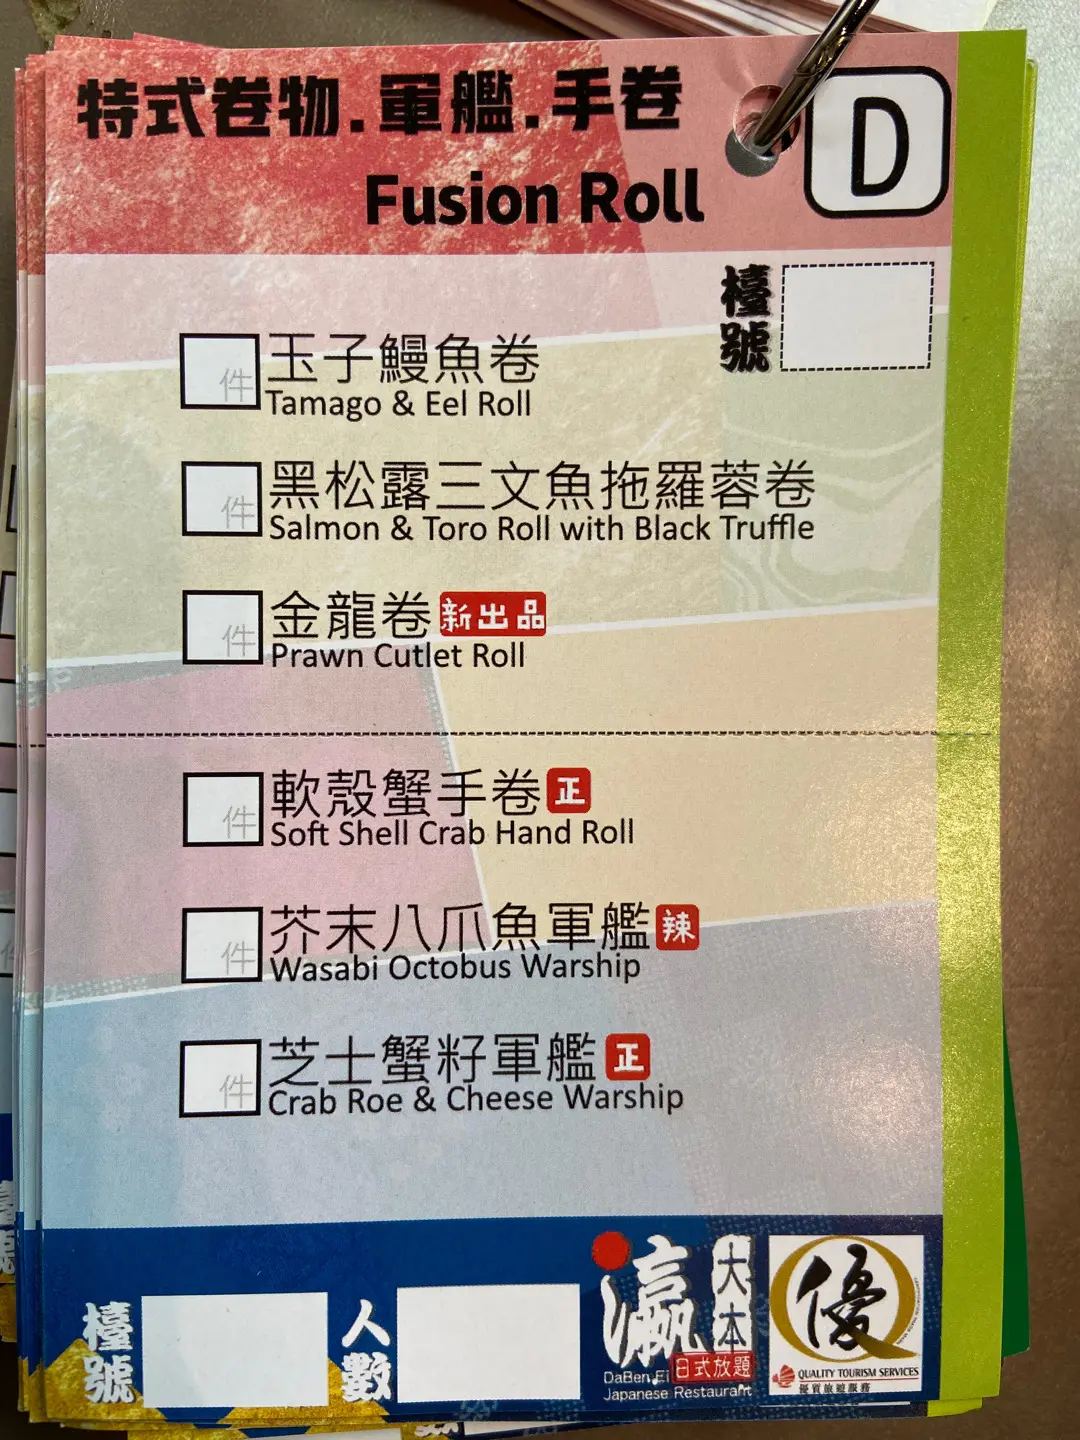 特式卷物.軍艦.手卷
Fusion Roll
D
檯號
件
玉子鰻魚卷
Tamago & Eel Roll
件
黑松露三文魚拖羅蓉卷
Salmon & Toro Roll with Black Truffle
件
金龍卷 新出品
Prawn Cutlet Roll
件
軟殼蟹手卷 正
Soft Shell Crab Hand Roll
件
芥末八爪魚軍艦 辣
Wasabi Octobus Warship
件
芝士蟹籽軍艦 正
Crab Roe & Cheese Warship
檯號
人數
大本
瀛
日式放題
DaBen Ei
Japanese Restaurant
優
QUALITY TOURISM SERVICES
優質旅遊服務